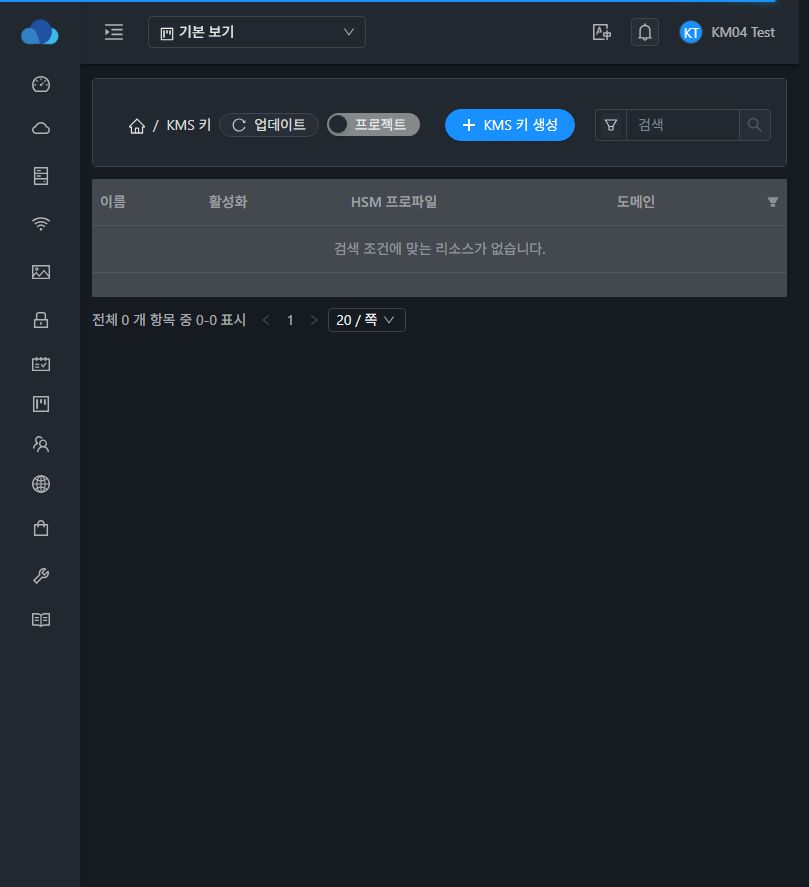 기본 보기
KT KM04 Test
/ KMS 키 업데이트 프로젝트 + KMS 키 생성 검색
이름 활성화 HSM 프로파일 도메인
검색 조건에 맞는 리소스가 없습니다.
전체 0 개 항목 중 0-0 표시 < 1 > 20 / 쪽